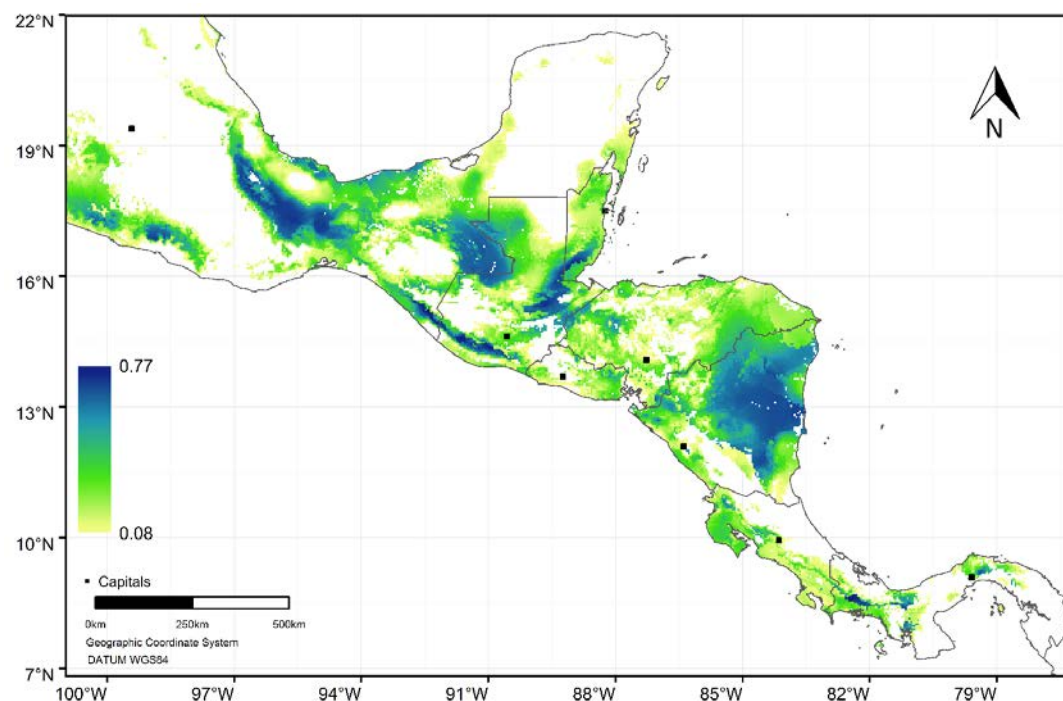 22°N
19°N
16°N
13°N
10°N
7°N
N
0.77
0.08
Capitals
0km 250km 500km
Geographic Coordinate System
DATUM WGS84
100°W 97°W 94°W 91°W 88°W 85°W 82°W 79°W